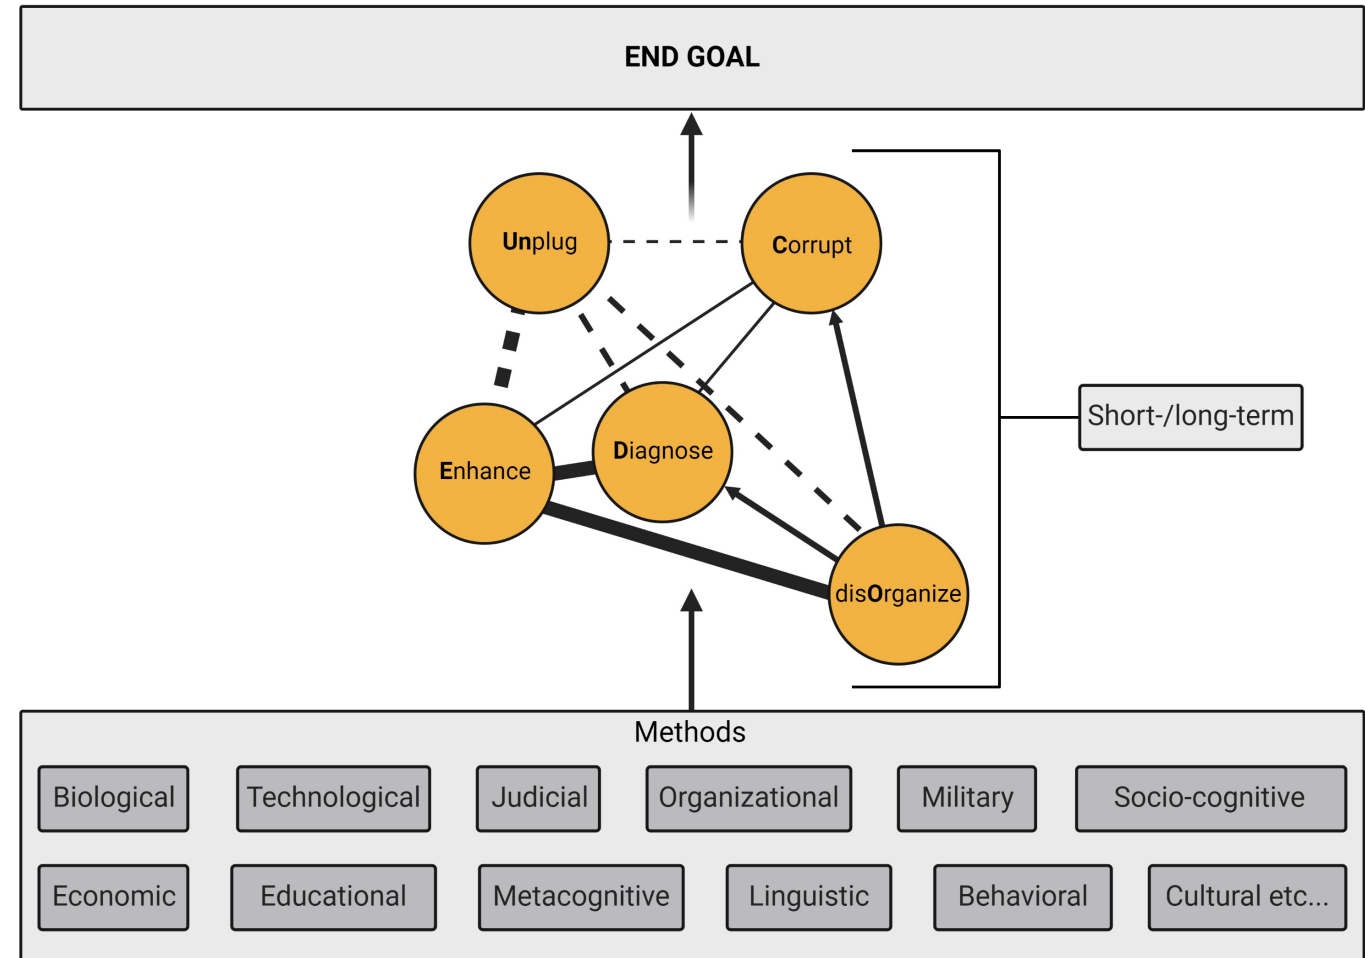 END GOAL
Unplug
Corrupt
Short-/long-term
Enhance
Diagnose
disOrganize
Methods
Biological
Technological
Judicial
Organizational
Military
Socio-cognitive
Economic
Educational
Metacognitive
Linguistic
Behavioral
Cultural etc...